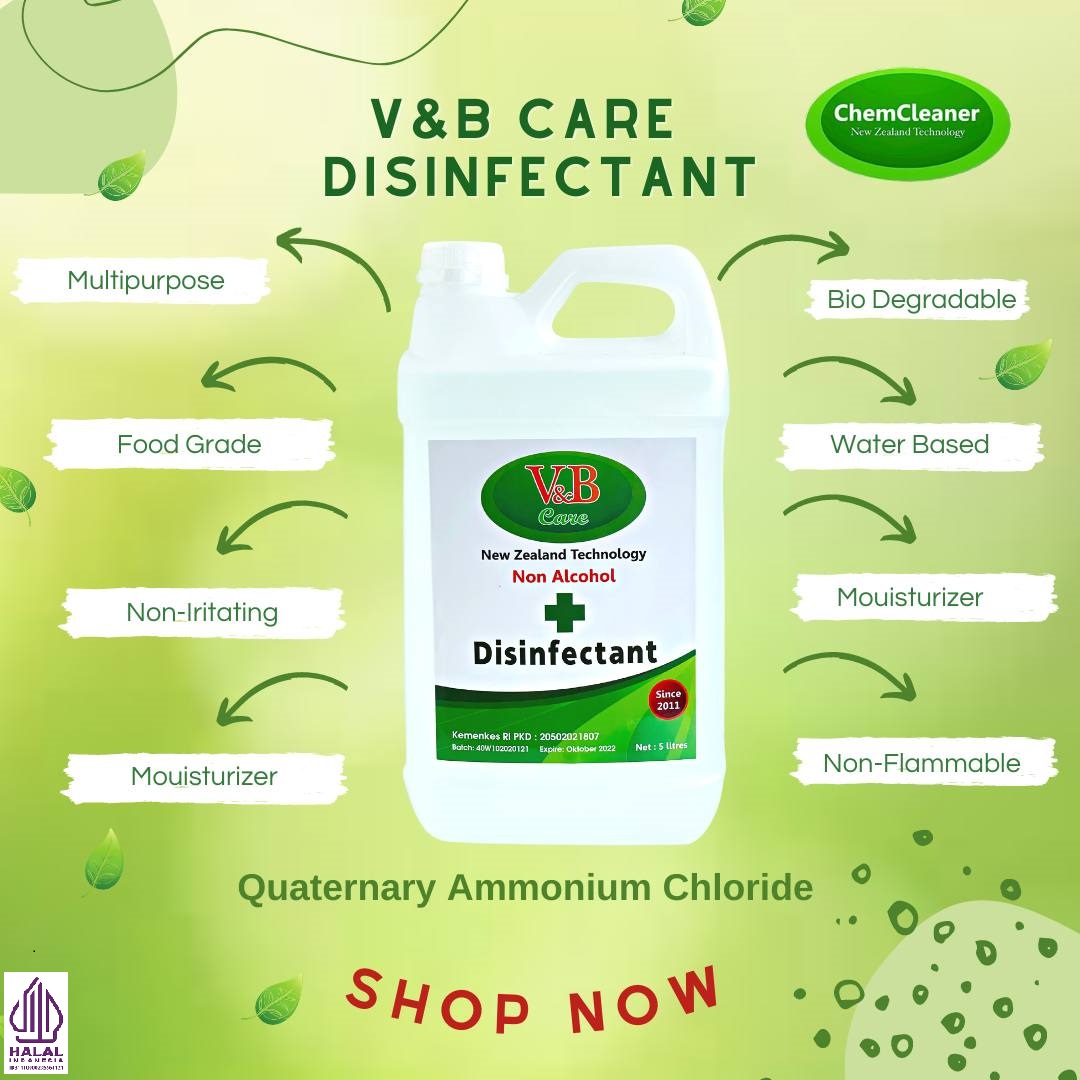 V&B CARE
DISINFECTANT
ChemCleaner
New Zealand Technology
Multipurpose
Bio Degradable
Food Grade
Water Based
Non-Iritating
Mouisturizer
Mouisturizer
Non-Flammable
V&B
Care
New Zealand Technology
Non Alcohol
Disinfectant
Since
2011
Kemenkes RI PKD : 20502021807
Batch: 40W102020121 Expire: Oktober 2022
Net : 5 litres
Quaternary Ammonium Chloride
SHOP NOW
HALAL
INDONESIA